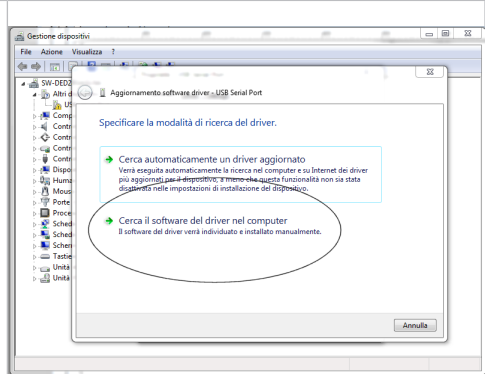 Gestione dispositivi
File Azione Visualizza ?
SW-DED2
Altri d
US
Comp
Contr
Contr
Contr
Contr
Dispo
Huma
Mous
Porte
Proce
Sched
Sched
Scher
Tastie
Unità
Unità
Aggiornamento software driver - USB Serial Port
Specificare la modalità di ricerca del driver.
Cerca automaticamente un driver aggiornato
Verrà eseguita automaticamente la ricerca nel computer e su Internet dei driver
più aggiornati per il dispositivo, a meno che questa funzionalità non sia stata
disattivata nelle impostazioni di installazione del dispositivo.
Cerca il software del driver nel computer
Il software del driver verrà individuato e installato manualmente.
Annulla